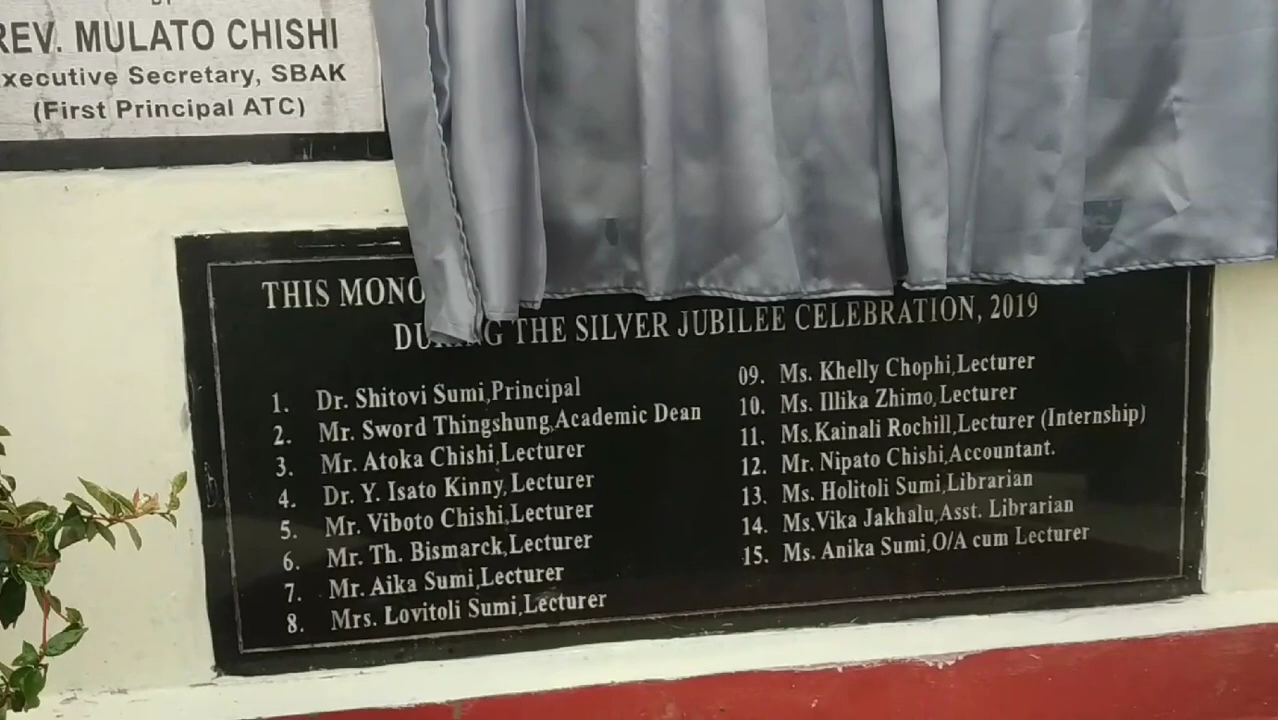 REV. MULATO CHISHI
xecutive Secretary, SBAK
(First Principal ATC)
THIS MONO
DURING THE SILVER JUBILEE CELEBRATION, 2019
1. Dr. Shitovi Sumi,Principal
2. Mr. Sword Thingshung,Academic Dean
3. Mr. Atoka Chishi,Lecturer
4. Dr. Y. Isato Kinny,Lecturer
5. Mr. Viboto Chishi,Lecturer
6. Mr. Th. Bismarck,Lecturer
7. Mr. Aika Sumi,Lecturer
8. Mrs. Lovitoli Sumi,Lecturer
09. Ms. Khelly Chophi,Lecturer
10. Ms. Illika Zhimo,Lecturer
11. Ms.Kainali Rochill,Lecturer (Internship)
12. Mr. Nipato Chishi,Accountant.
13. Ms. Holitoli Sumi,Librarian
14. Ms.Vika Jakhalu,Asst. Librarian
15. Ms. Anika Sumi,O/A cum Lecturer